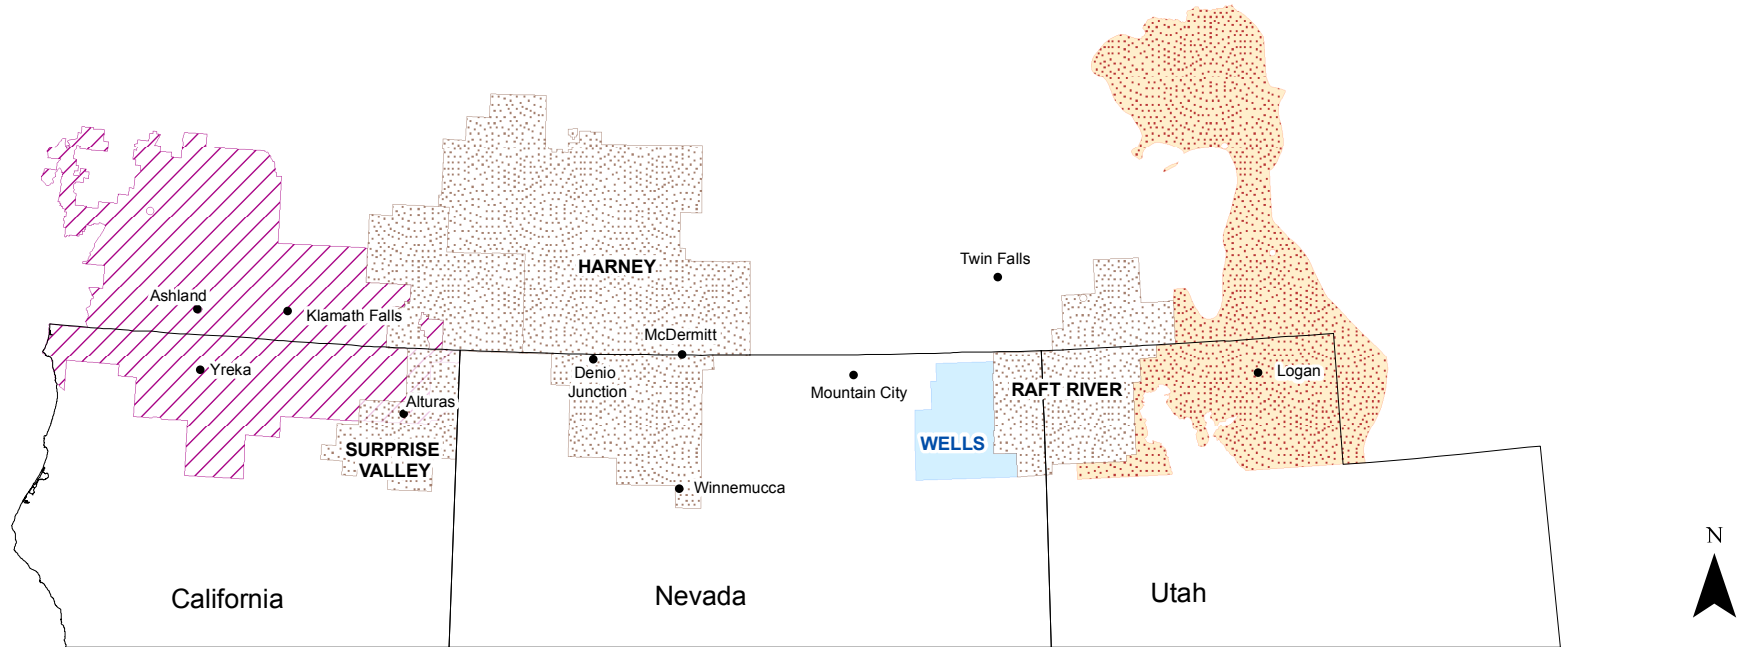 Twin Falls
HARNEY
Ashland
Klamath Falls
McDermitt
Denio
Junction
Yreka
Mountain City
RAFT RIVER
Logan
Alturas
SURPRISE
VALLEY
WELLS
Winnemucca
N
California
Nevada
Utah